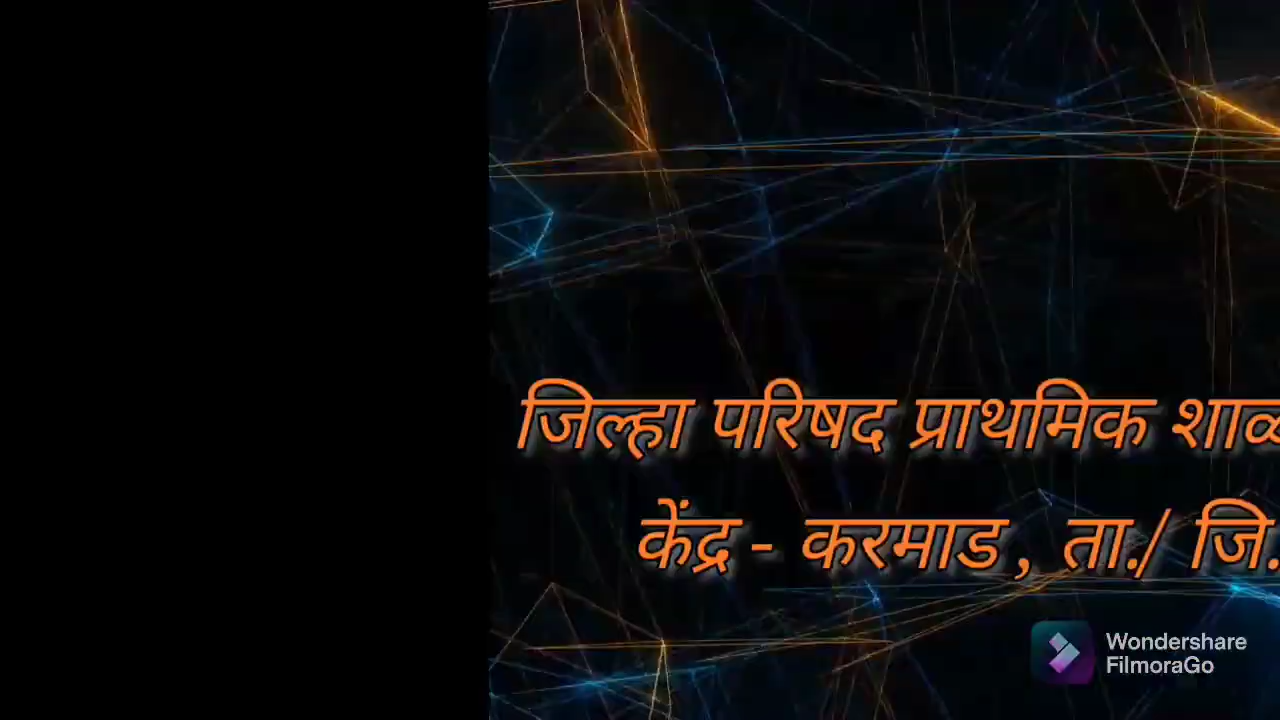 जिल्हा परिषद प्राथमिक
केंद्र - करमाड , ता./ जि.
Wondershare
FilmoraGo